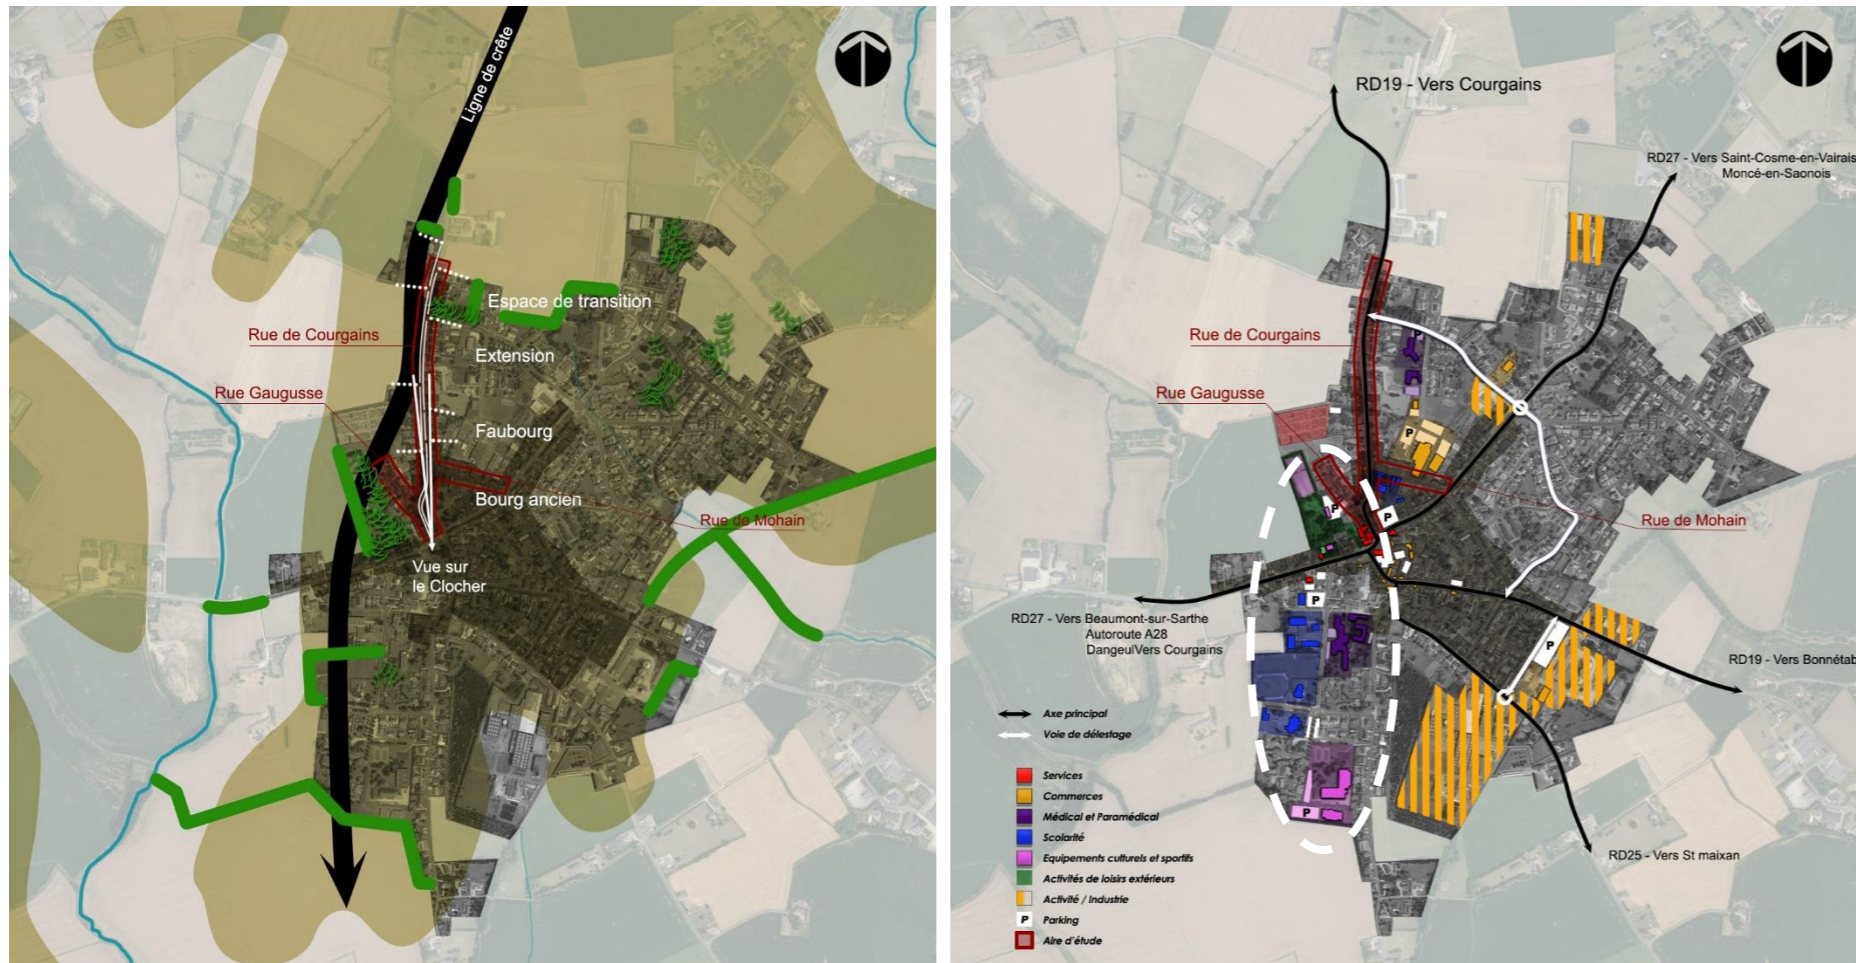 Ligne de crête
Espace de transition
Rue de Courgains
Extension
Rue Gaugusse
Faubourg
Bourg ancien
Rue de Mohain
Vue sur
le Clocher
RD19 - Vers Courgains
RD27 - Vers Saint-Cosme-en-Vairais
Moncé-en-Saonois
Rue de Courgains
P
Rue Gaugusse
P
P
P
Rue de Mohain
P
RD27 - Vers Beaumont-sur-Sarthe
Autoroute A28
DangeulVers Courgains
P
RD19 - Vers Bonnétab
P
RD25 - Vers St maixan
Axe principal
Voie de délestage
Services
Commerces
Médical et Paramédical
Scolarité
Equipements culturels et sportifs
Activités de loisirs extérieurs
Activité / Industrie
P Parking
Aire d'étude